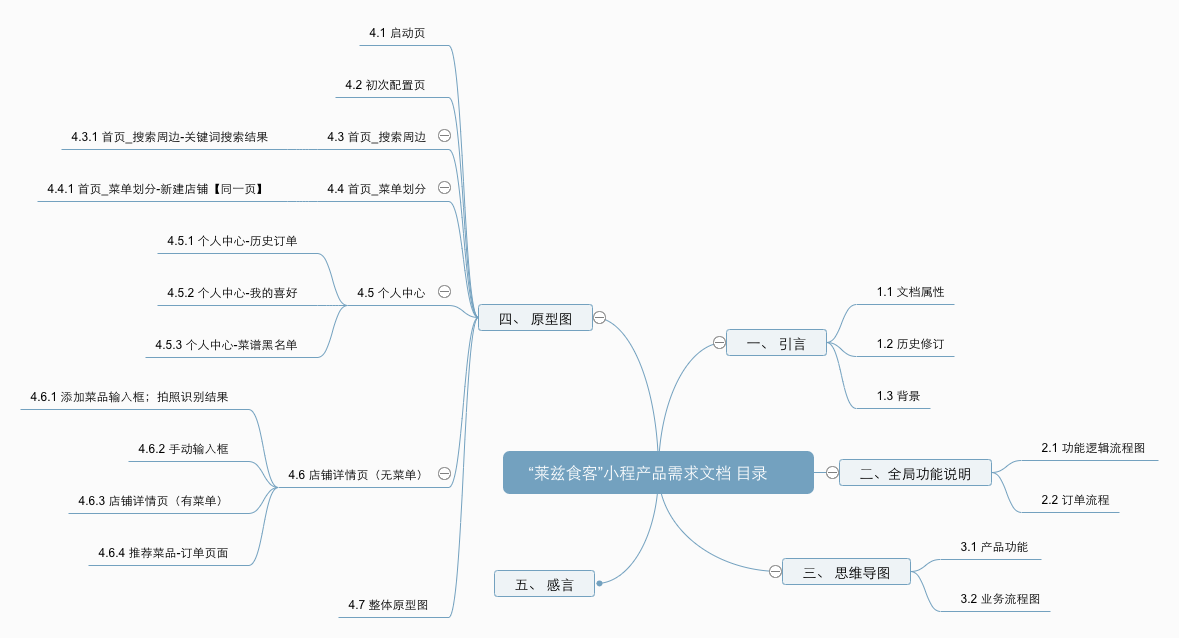 “莱兹食客”小程产品需求文档 目录
一、 引言
1.1 文档属性
1.2 历史修订
1.3 背景
二、全局功能说明
2.1 功能逻辑流程图
2.2 订单流程
三、 思维导图
3.1 产品功能
3.2 业务流程图
四、 原型图
4.1 启动页
4.2 初次配置页
4.3 首页_搜索周边
4.3.1 首页_搜索周边-关键词搜索结果
4.4 首页_菜单划分
4.4.1 首页_菜单划分-新建店铺【同一页】
4.5 个人中心
4.5.1 个人中心-历史订单
4.5.2 个人中心-我的喜好
4.5.3 个人中心-菜谱黑名单
4.6 店铺详情页（无菜单）
4.6.1 添加菜品输入框；拍照识别结果
4.6.2 手动输入框
4.6.3 店铺详情页（有菜单）
4.6.4 推荐菜品-订单页面
4.7 整体原型图
五、 感言